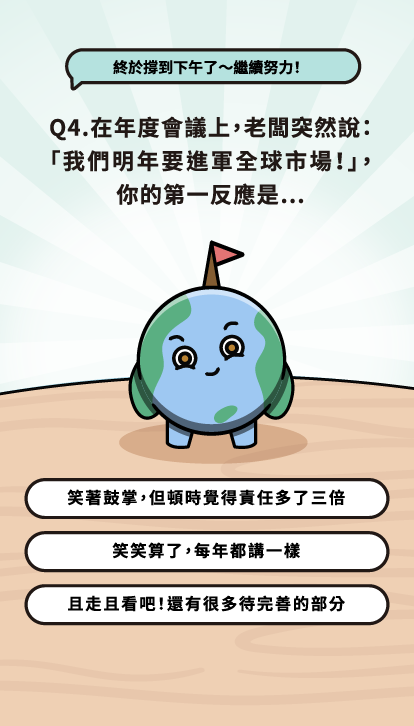 終於撐到下午了～繼續努力！
Q4.在年度會議上，老闆突然說：
「我們明年要進軍全球市場！」，
你的第一反應是...
笑著鼓掌，但頓時覺得責任多了三倍
笑笑算了，每年都講一樣
且走且看吧！還有很多待完善的部分